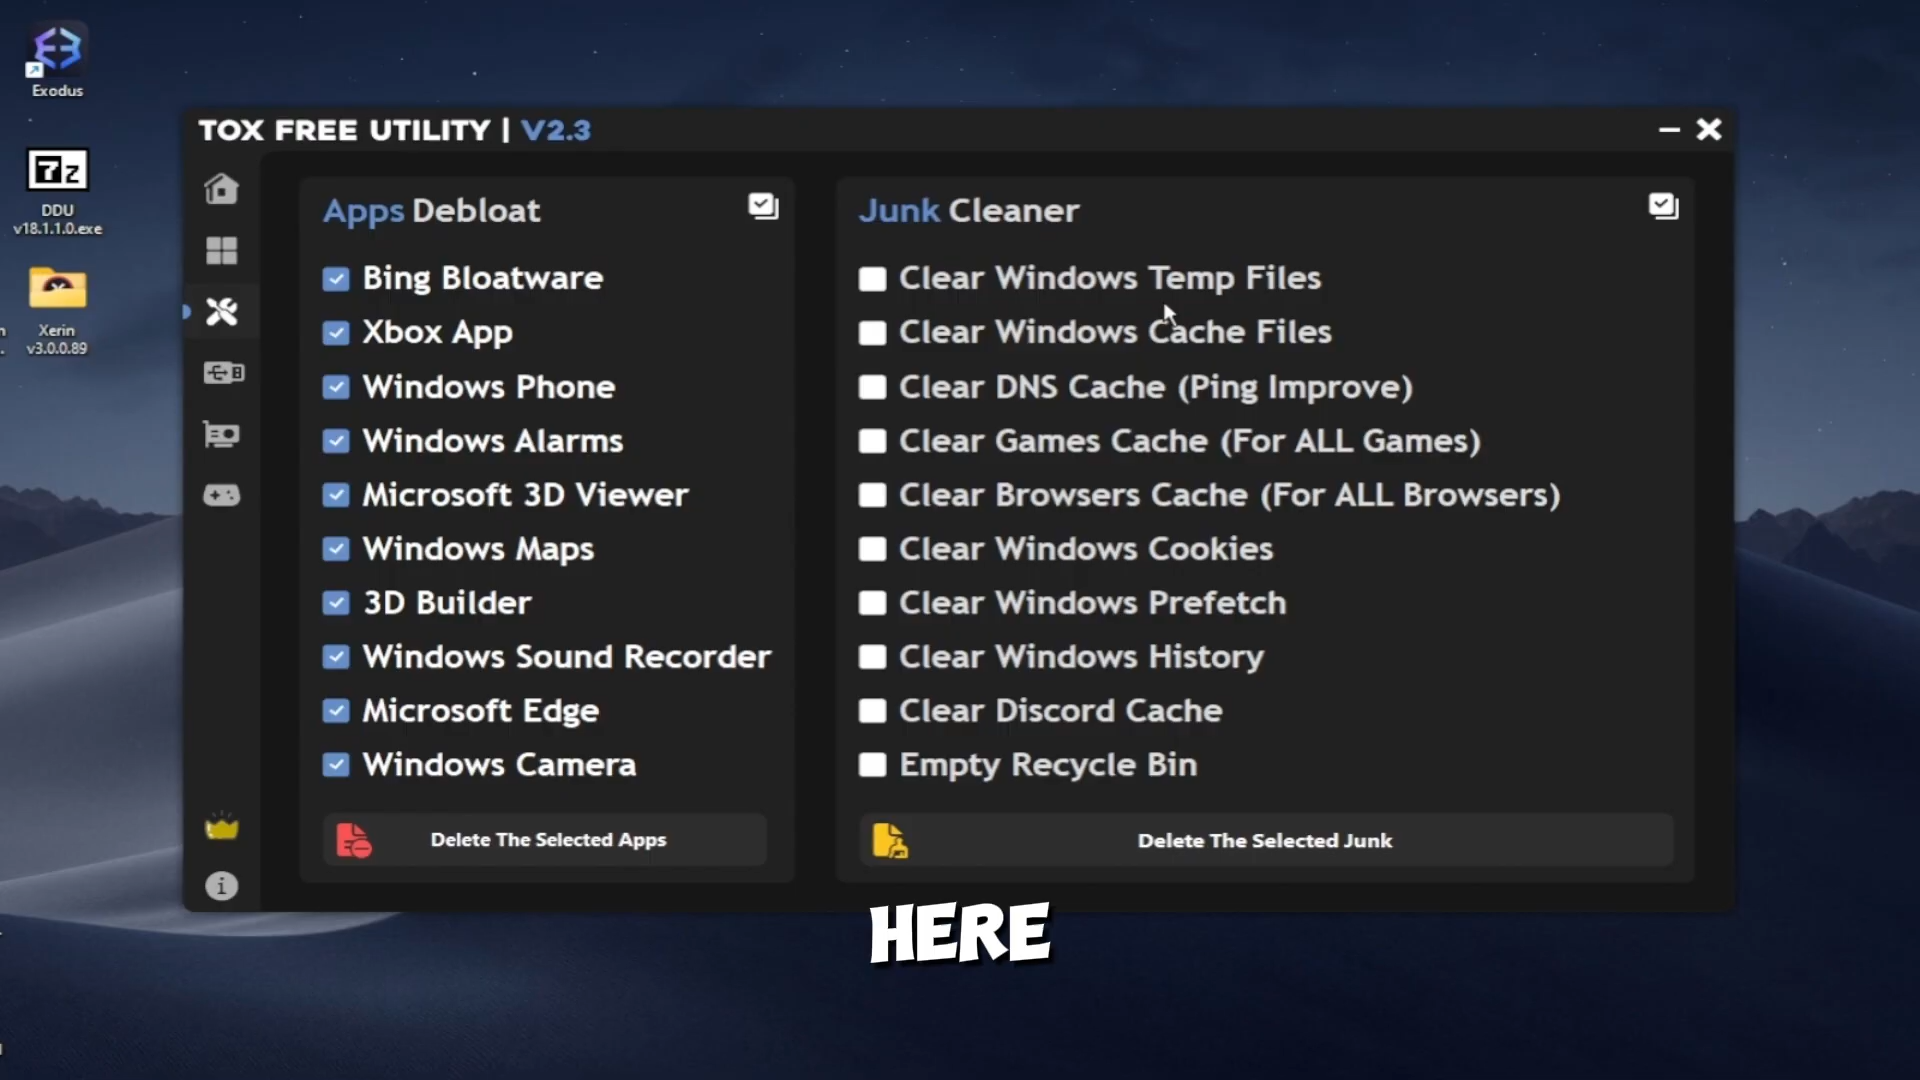 Exodus
DDU
v18.1.1.0.exe
Xerin
v3.0.0.89
TOX FREE UTILITY | V2.3
Apps Debloat
Bing Bloatware
Xbox App
Windows Phone
Windows Alarms
Microsoft 3D Viewer
Windows Maps
3D Builder
Windows Sound Recorder
Microsoft Edge
Windows Camera
Delete The Selected Apps
Junk Cleaner
Clear Windows Temp Files
Clear Windows Cache Files
Clear DNS Cache (Ping Improve)
Clear Games Cache (For ALL Games)
Clear Browsers Cache (For ALL Browsers)
Clear Windows Cookies
Clear Windows Prefetch
Clear Windows History
Clear Discord Cache
Empty Recycle Bin
Delete The Selected Junk
HERE